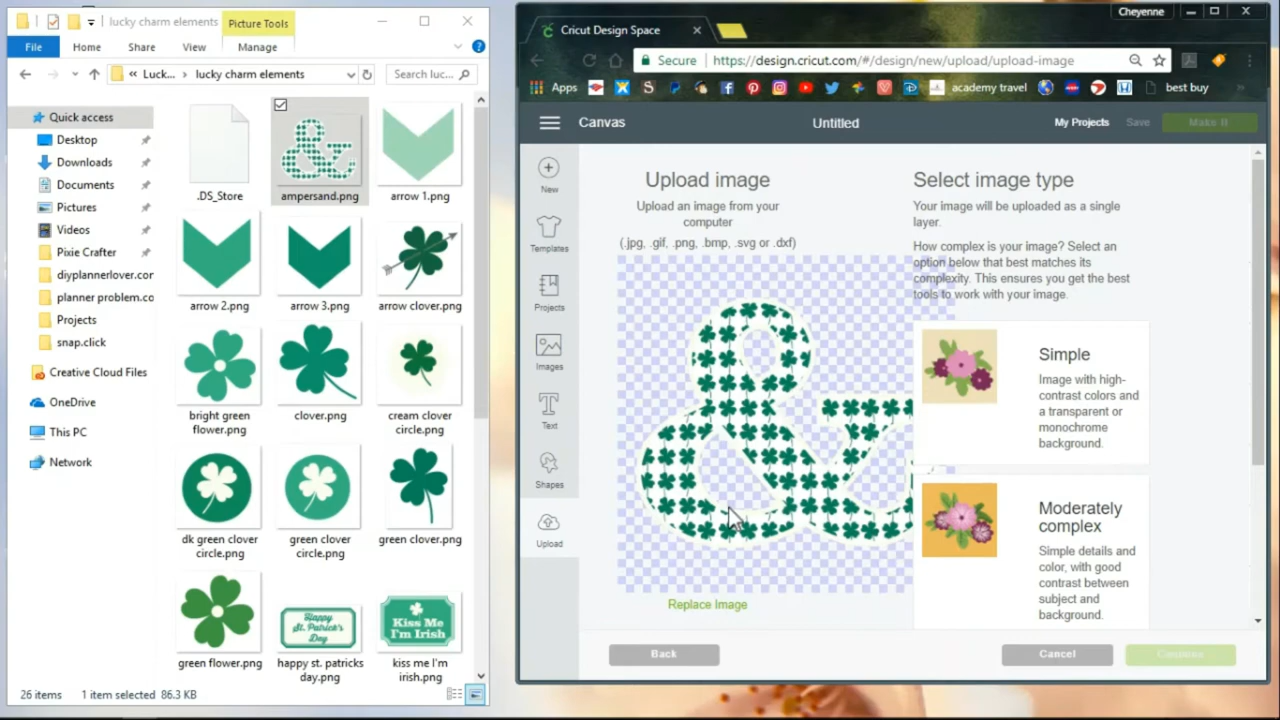 lucky charm elements
Picture Tools
File
Home
Share
View
Manage
« Luck... › lucky charm elements
Search luc...
Quick access
Desktop
Downloads
Documents
Pictures
Videos
Pixie Crafter
diyplannerlover.con
planner problem.co
Projects
snap.click
Creative Cloud Files
OneDrive
This PC
Network
.DS_Store
ampersand.png
arrow 1.png
arrow 2.png
arrow 3.png
arrow clover.png
bright green
flower.png
clover.png
cream clover
circle.png
dk green clover
circle.png
green clover
circle.png
green clover.png
Happy
St. Patrick's
Day
Kiss Me
I'm Irish
green flower.png
happy st. patricks
day.png
kiss me I'm
irish.png
26 items
1 item selected 86.3 KB
Cheyenne
Cricut Design Space
Secure
https://design.cricut.com/#/design/new/upload/upload-image
Apps
academy travel
best buy
Canvas
Untitled
My Projects
Save
Make It
New
Templates
Projects
Images
Text
Shapes
Upload
Upload image
Upload an image from your
computer
(.jpg, .gif, .png, .bmp, .svg or .dxf)
&
Replace Image
Select image type
Your image will be uploaded as a single
layer.
How complex is your image? Select an
option below that best matches its
complexity. This ensures you get the best
tools to work with your image.
Simple
Image with high-
contrast colors and
a transparent or
monochrome
background.
Moderately
complex
Simple details and
color, with good
contrast between
subject and
background.
Back
Cancel
Continue